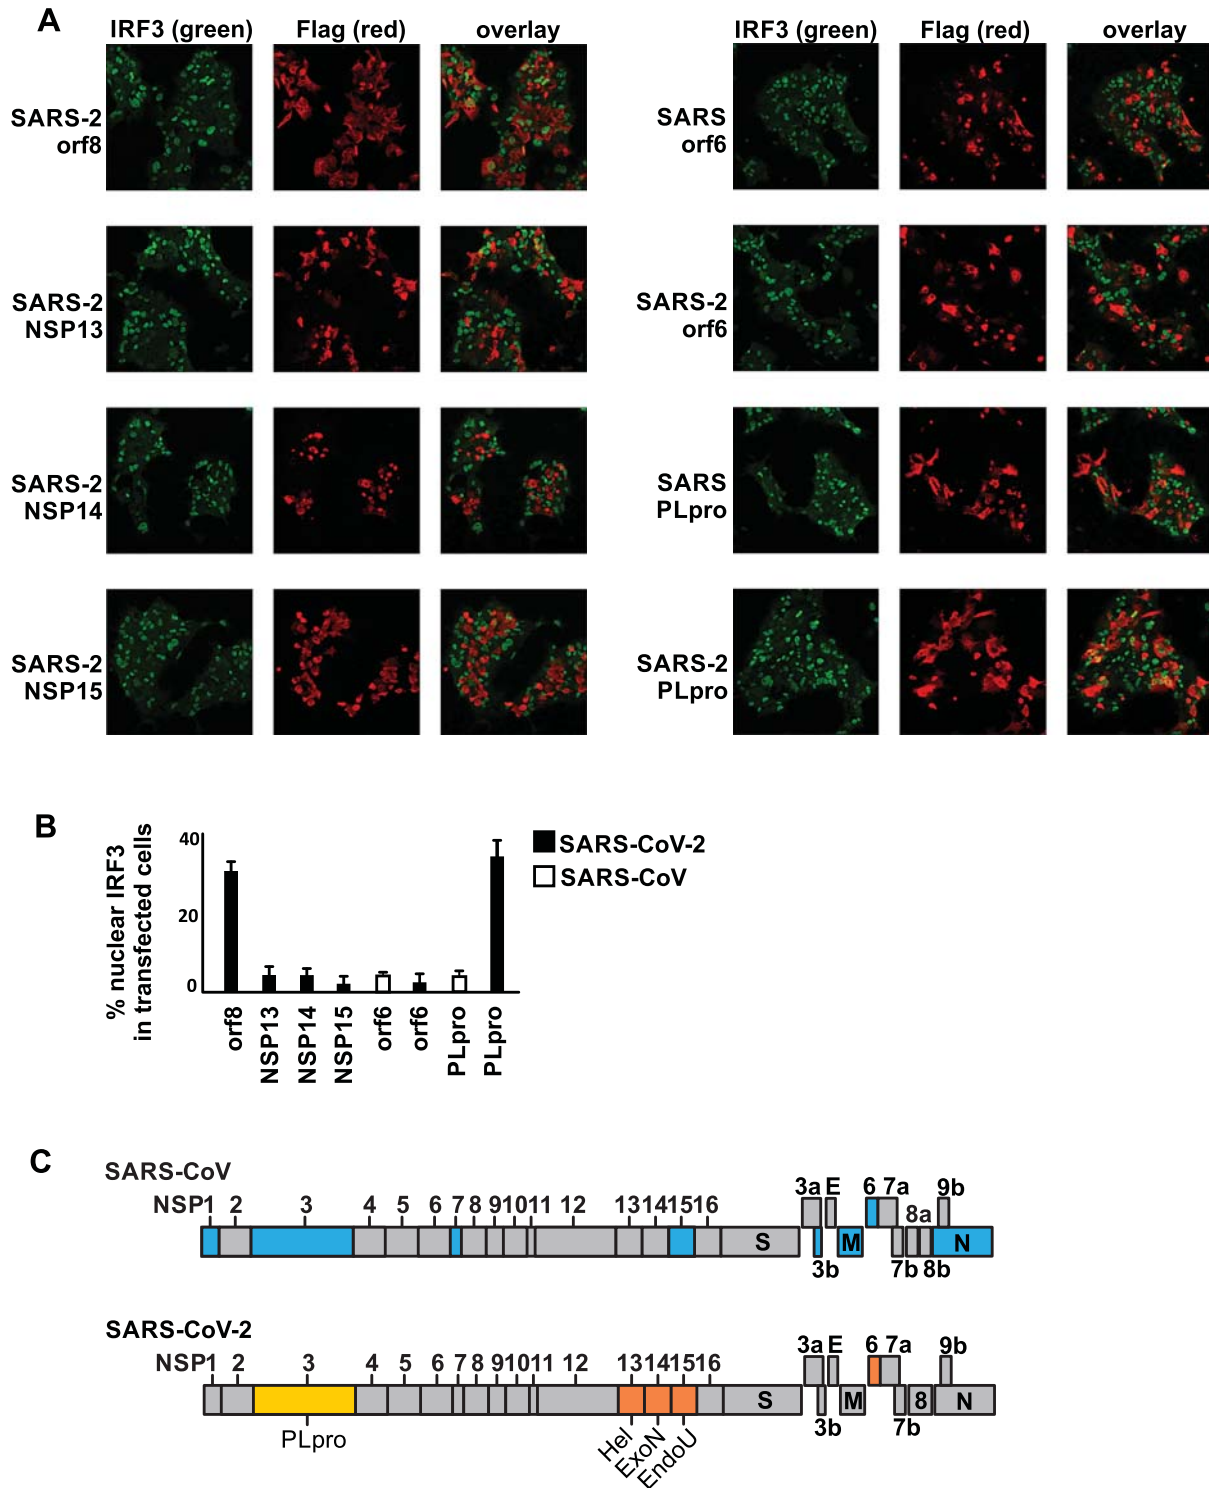 A
IRF3 (green) Flag (red) overlay
IRF3 (green) Flag (red) overlay
SARS-2
orf8
SARS
orf6
SARS-2
NSP13
SARS-2
orf6
SARS-2
NSP14
SARS
PLpro
SARS-2
NSP15
SARS-2
PLpro
B
% nuclear IRF3
in transfected cells
40
20
0
SARS-CoV-2
SARS-CoV
orf8 NSP13 NSP14 NSP15 orf6 orf6 PLpro PLpro
C
SARS-CoV
3a E 6 7a 9b
NSP1 2 3 4 5 6 7 8 9 10 11 12 13 14 15 16 8a
S M N
3b 7b 8b
SARS-CoV-2
3a E 6 7a 9b
NSP1 2 3 4 5 6 7 8 9 10 11 12 13 14 15 16
S M 8 N
3b 7b
PLpro Hel ExoN EndoU